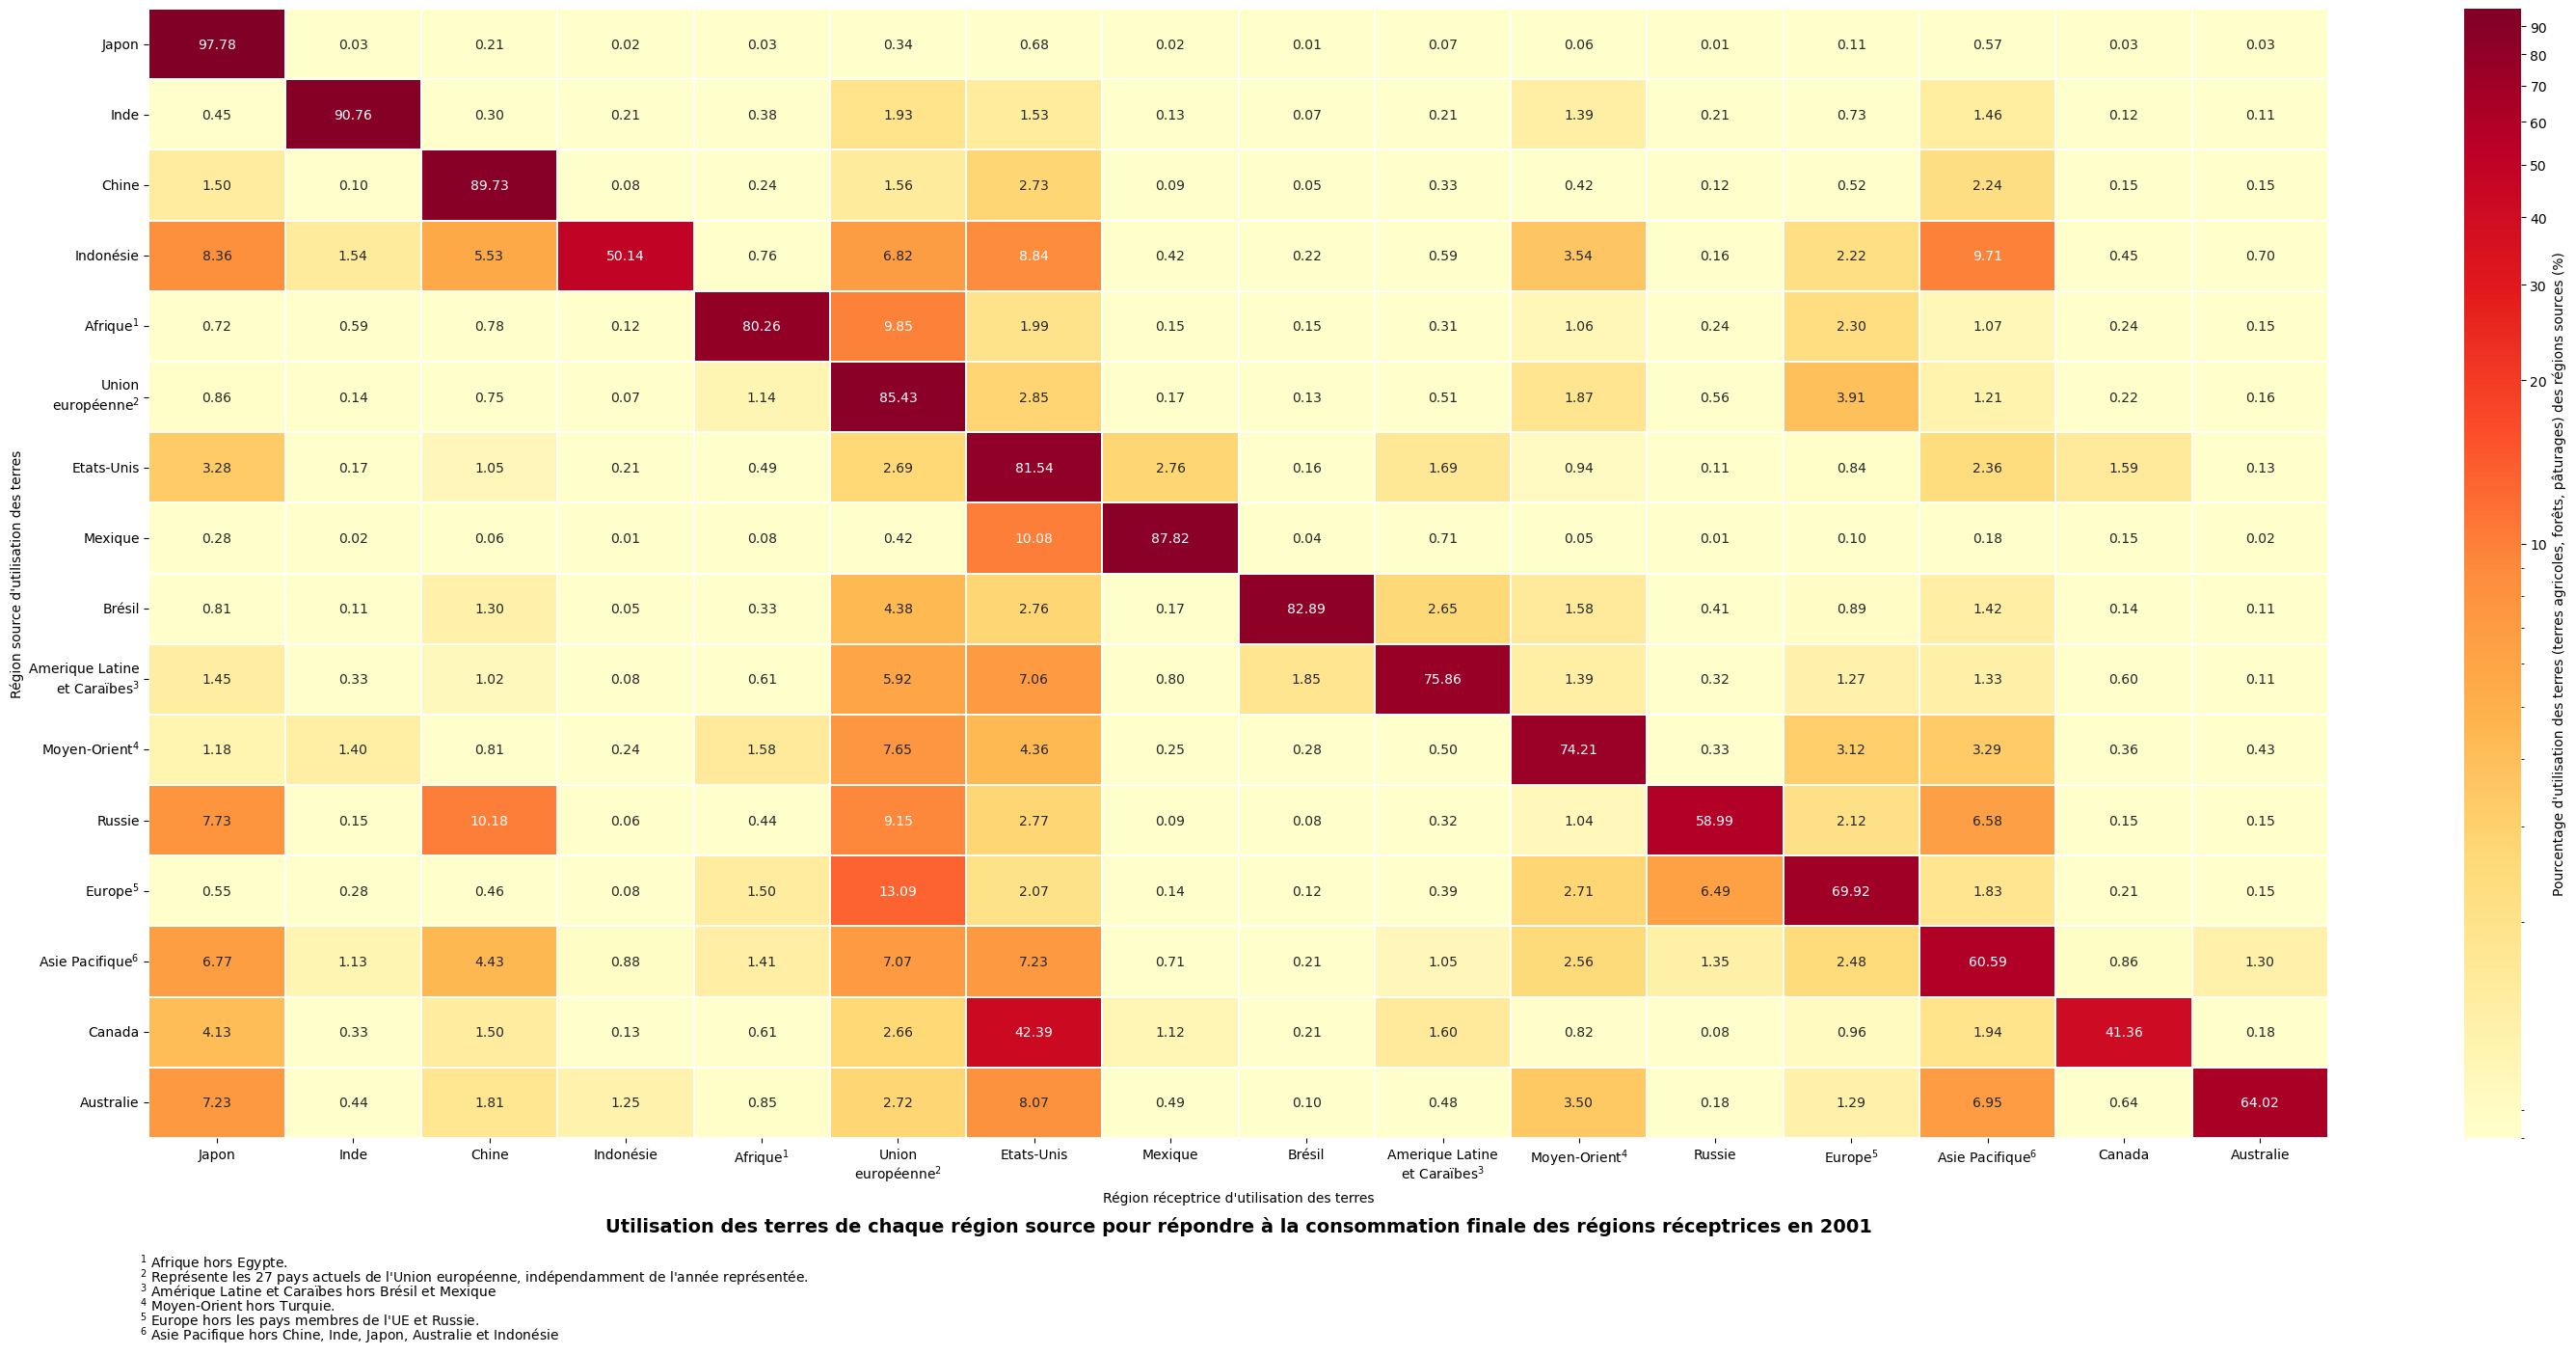 Japon 97.78 0.03 0.21 0.02 0.03 0.34 0.68 0.02 0.01 0.07 0.06 0.01 0.11 0.57 0.03 0.03
Inde 0.45 90.76 0.30 0.21 0.38 1.93 1.53 0.13 0.07 0.21 1.39 0.21 0.73 1.46 0.12 0.11
Chine 1.50 0.10 89.73 0.08 0.24 1.56 2.73 0.09 0.05 0.33 0.42 0.12 0.52 2.24 0.15 0.15
Indonésie 8.36 1.54 5.53 50.14 0.76 6.82 8.84 0.42 0.22 0.59 3.54 0.16 2.22 9.71 0.45 0.70
Afrique¹ 0.72 0.59 0.78 0.12 80.26 9.85 1.99 0.15 0.15 0.31 1.06 0.24 2.30 1.07 0.24 0.15
Union
européenne² 0.86 0.14 0.75 0.07 1.14 85.43 2.85 0.17 0.13 0.51 1.87 0.56 3.91 1.21 0.22 0.16
Etats-Unis 3.28 0.17 1.05 0.21 0.49 2.69 81.54 2.76 0.16 1.69 0.94 0.11 0.84 2.36 1.59 0.13
Mexique 0.28 0.02 0.06 0.01 0.08 0.42 10.08 87.82 0.04 0.71 0.05 0.01 0.10 0.18 0.15 0.02
Brésil 0.81 0.11 1.30 0.05 0.33 4.38 2.76 0.17 82.89 2.65 1.58 0.41 0.89 1.42 0.14 0.11
Amerique Latine
et Caraïbes³ 1.45 0.33 1.02 0.08 0.61 5.92 7.06 0.80 1.85 75.86 1.39 0.32 1.27 1.33 0.60 0.11
Moyen-Orient⁴ 1.18 1.40 0.81 0.24 1.58 7.65 4.36 0.25 0.28 0.50 74.21 0.33 3.12 3.29 0.36 0.43
Russie 7.73 0.15 10.18 0.06 0.44 9.15 2.77 0.09 0.08 0.32 1.04 58.99 2.12 6.58 0.15 0.15
Europe⁵ 0.55 0.28 0.46 0.08 1.50 13.09 2.07 0.14 0.12 0.39 2.71 6.49 69.92 1.83 0.21 0.15
Asie Pacifique⁶ 6.77 1.13 4.43 0.88 1.41 7.07 7.23 0.71 0.21 1.05 2.56 1.35 2.48 60.59 0.86 1.30
Canada 4.13 0.33 1.50 0.13 0.61 2.66 42.39 1.12 0.21 1.60 0.82 0.08 0.96 1.94 41.36 0.18
Australie 7.23 0.44 1.81 1.25 0.85 2.72 8.07 0.49 0.10 0.48 3.50 0.18 1.29 6.95 0.64 64.02
Région source d'utilisation des terres
Japon Inde Chine Indonésie Afrique¹ Union Etats-Unis Mexique Brésil Amerique Latine Moyen-Orient⁴ Russie Europe⁵ Asie Pacifique⁶ Canada Australie
européenne² et Caraïbes³
Région réceptrice d'utilisation des terres
90
80
70
60
50
40
30
20
10
Pourcentage d'utilisation des terres (terres agricoles, forêts, pâturages) des régions sources (%)
Utilisation des terres de chaque région source pour répondre à la consommation finale des régions réceptrices en 2001
¹ Afrique hors Egypte.
² Représente les 27 pays actuels de l'Union européenne, indépendamment de l'année représentée.
³ Amérique Latine et Caraïbes hors Brésil et Mexique
⁴ Moyen-Orient hors Turquie.
⁵ Europe hors les pays membres de l'UE et Russie.
⁶ Asie Pacifique hors Chine, Inde, Japon, Australie et Indonésie